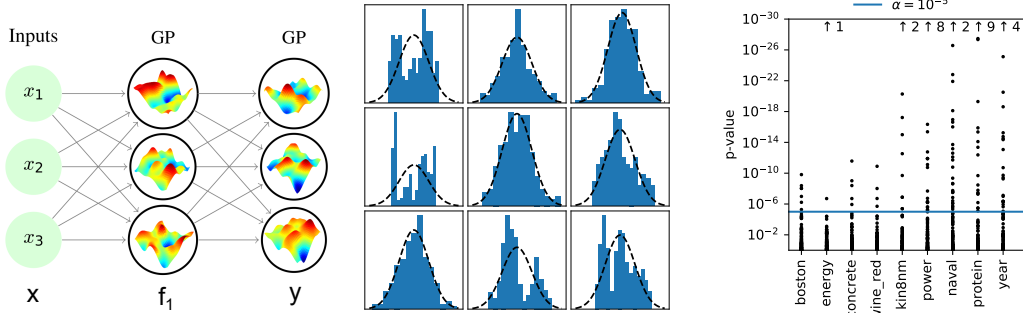 Inputs
GP
GP
x1
x2
x3
x
f1
y
α = 10−5
↑ 1
↑ 2
↑ 8
↑ 2
↑ 9
↑ 4
10−30
10−26
10−22
10−18
10−14
10−10
10−6
10−2
p-value
boston
energy
concrete
wine_red
kin8nm
power
naval
protein
year